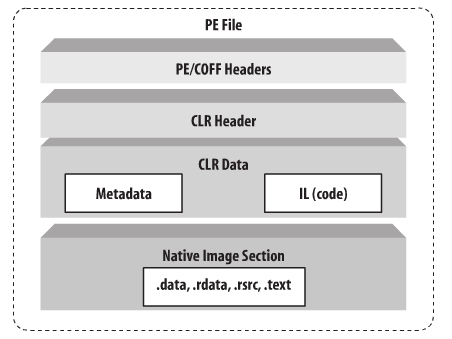 PE File
PE/COFF Headers
CLR Header
CLR Data
Metadata
IL (code)
Native Image Section
.data, .rdata, .rsrc, .text